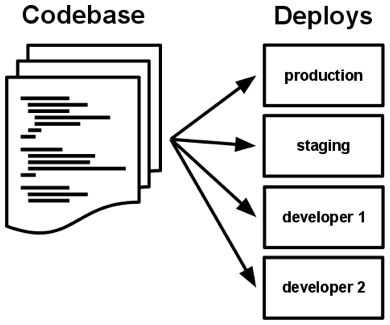 Codebase
Deploys
production
staging
developer 1
developer 2